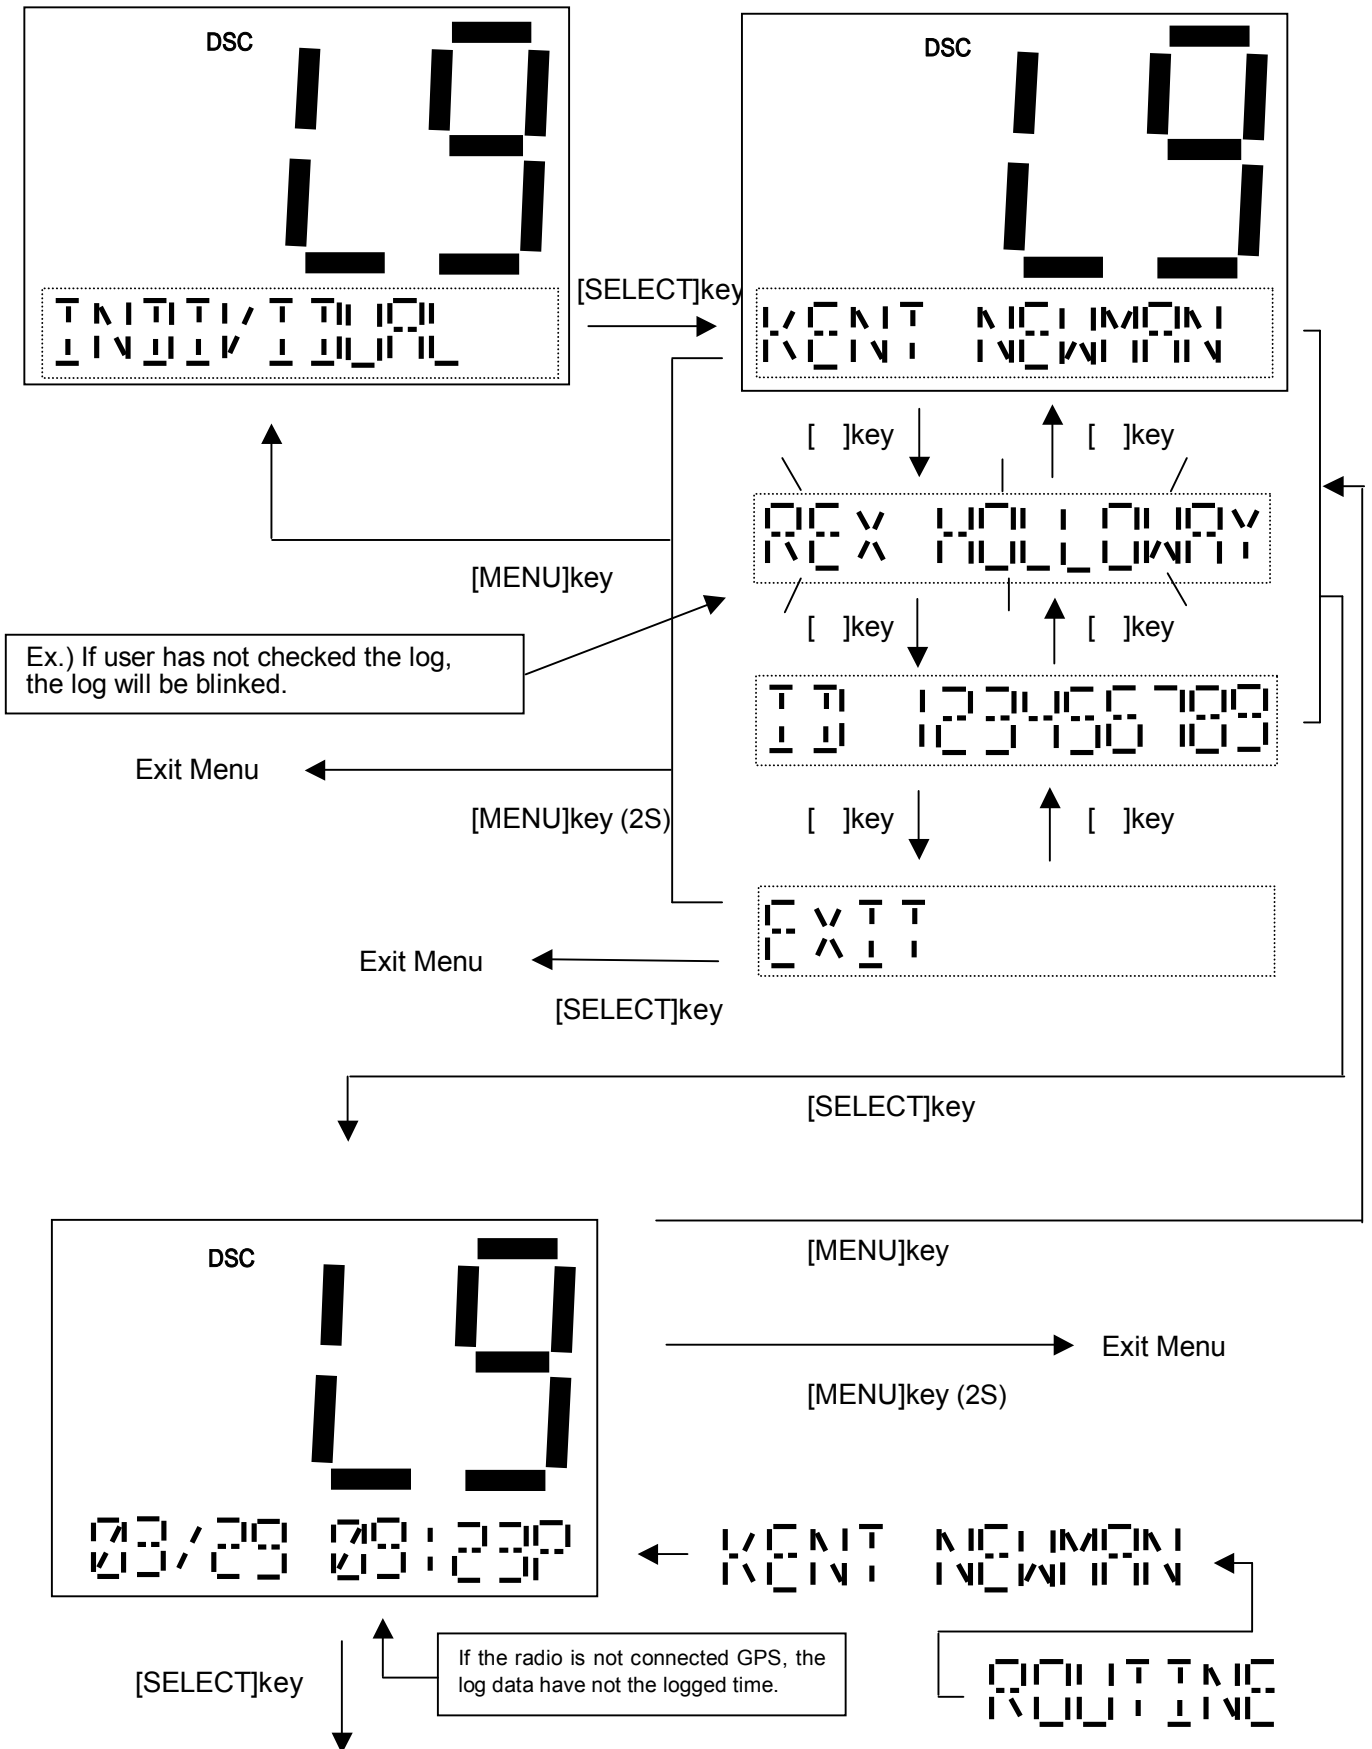 DSC
L9
INDIVIDUAL
[SELECT]key
DSC
L9
KENT NEWMAN
[ ]key
[ ]key
REX HOLLOWAY
[MENU]key
[ ]key
[ ]key
Ex.) If user has not checked the log,
the log will be blinked.
ID 123456789
Exit Menu
[MENU]key (2S)
[ ]key
[ ]key
EXIT
Exit Menu
[SELECT]key
[SELECT]key
[MENU]key
DSC
L9
Exit Menu
[MENU]key (2S)
03/29 09:23P
KENT NEWMAN
If the radio is not connected GPS, the
log data have not the logged time.
[SELECT]key
ROUTINE